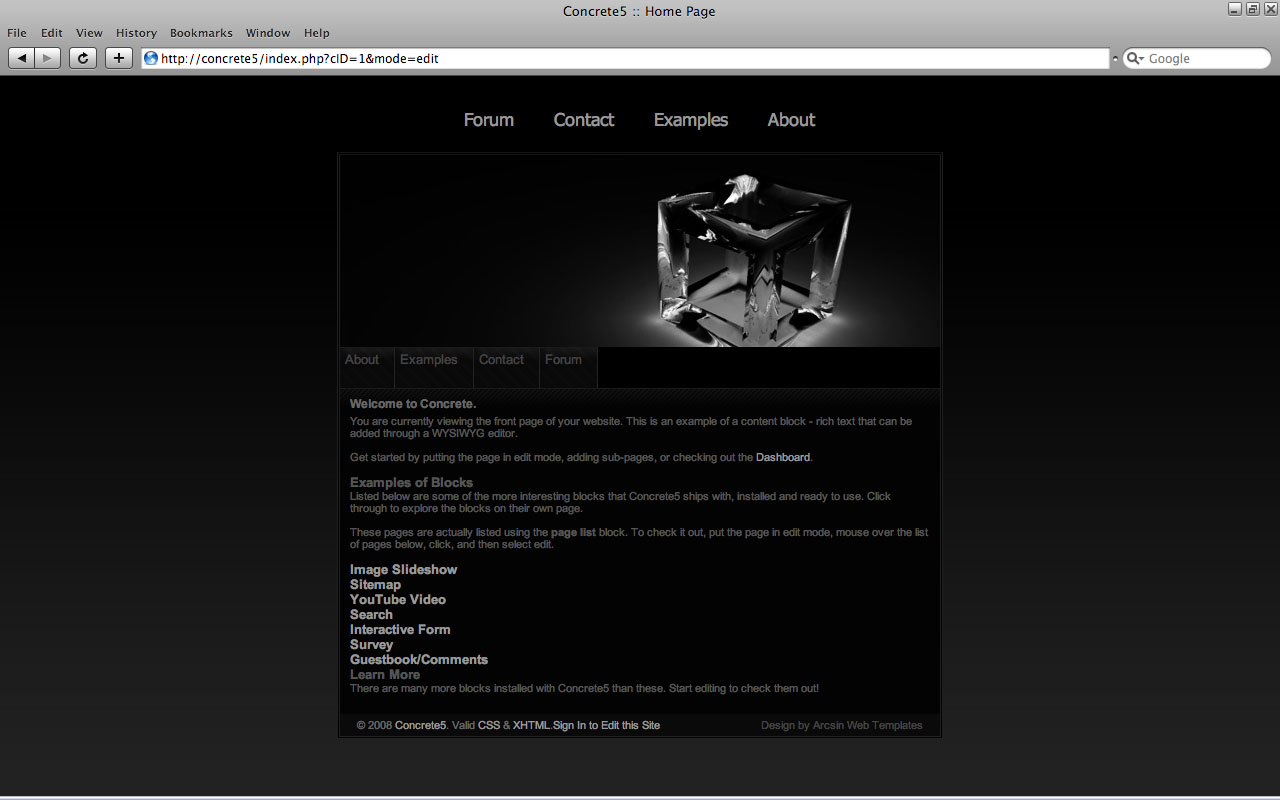 Concrete5 :: Home Page
File Edit View History Bookmarks Window Help
http://concrete5/index.php?cID=1&mode=edit
Google
Forum Contact Examples About
About Examples Contact Forum
Welcome to Concrete.
You are currently viewing the front page of your website. This is an example of a content block - rich text that can be
added through a WYSIWYG editor.
Get started by putting the page in edit mode, adding sub-pages, or checking out the Dashboard.
Examples of Blocks
Listed below are some of the more interesting blocks that Concrete5 ships with, installed and ready to use. Click
through to explore the blocks on their own page.
These pages are actually listed using the page list block. To check it out, put the page in edit mode, mouse over the list
of pages below, click, and then select edit.
Image Slideshow
Sitemap
YouTube Video
Search
Interactive Form
Survey
Guestbook/Comments
Learn More
There are many more blocks installed with Concrete5 than these. Start editing to check them out!
© 2008 Concrete5. Valid CSS & XHTML.Sign In to Edit this Site Design by Arcsin Web Templates